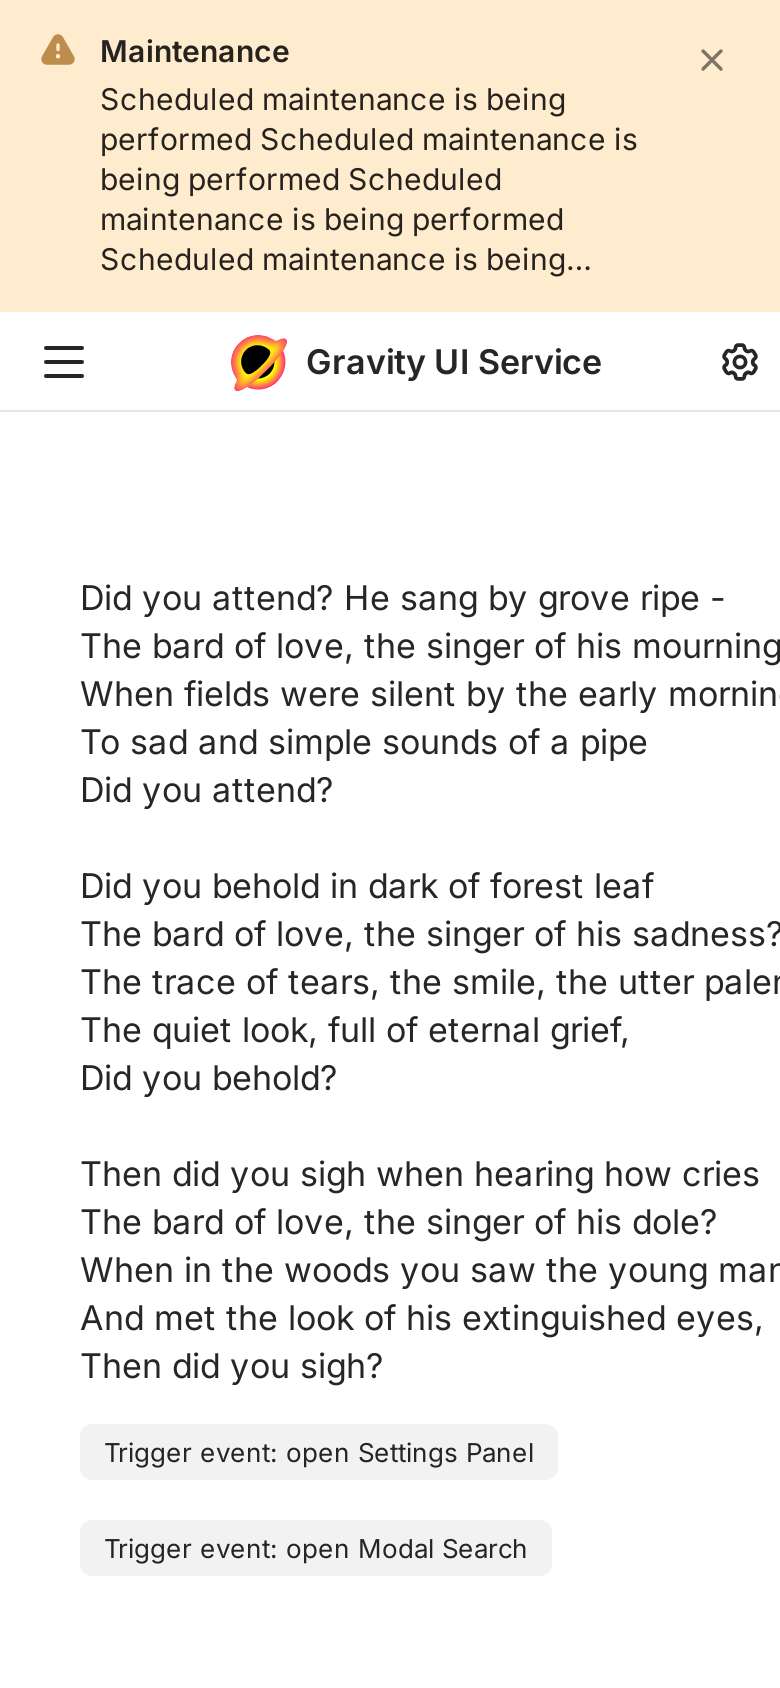 Maintenance
Scheduled maintenance is being
performed Scheduled maintenance is
being performed Scheduled
maintenance is being performed
Scheduled maintenance is being...
Gravity UI Service
Did you attend? He sang by grove ripe -
The bard of love, the singer of his mourning
When fields were silent by the early
To sad and simple sounds of a pipe
Did you attend?
Did you behold in dark of forest leaf
The bard of love, the singer of his sadness?
The trace of tears, the smile, the utter
The quiet look, full of eternal grief,
Did you behold?
Then did you sigh when hearing how cries
The bard of love, the singer of his dole?
When in the woods you saw the young
And met the look of his extinguished eyes,
Then did you sigh?
Trigger event: open Settings Panel
Trigger event: open Modal Search